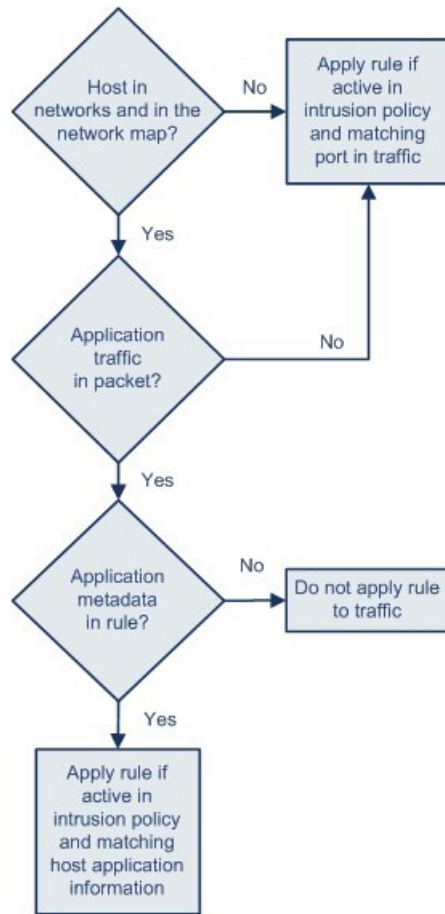 Host in
networks and in the
network map?
No
Apply rule if
active in
intrusion policy
and matching
port in traffic
Yes
Application
traffic
in packet?
No
Yes
Application
metadata
in rule?
No
Do not apply rule
to traffic
Yes
Apply rule if
active in
intrusion policy
and matching
host application
information